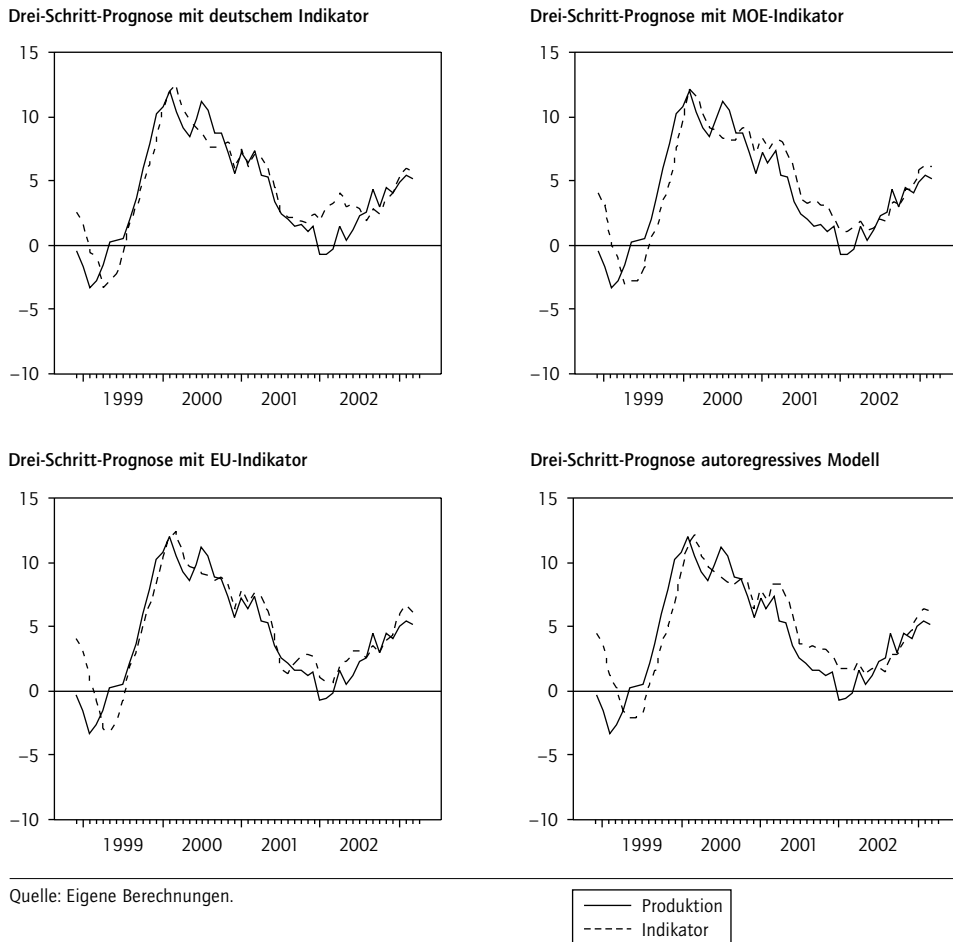 Drei-Schritt-Prognose mit deutschem Indikator
15
10
5
0
−5
−10
1999 2000 2001 2002
Drei-Schritt-Prognose mit MOE-Indikator
15
10
5
0
−5
−10
1999 2000 2001 2002
Drei-Schritt-Prognose mit EU-Indikator
15
10
5
0
−5
−10
1999 2000 2001 2002
Drei-Schritt-Prognose autoregressives Modell
15
10
5
0
−5
−10
1999 2000 2001 2002
Quelle: Eigene Berechnungen.
Produktion
Indikator